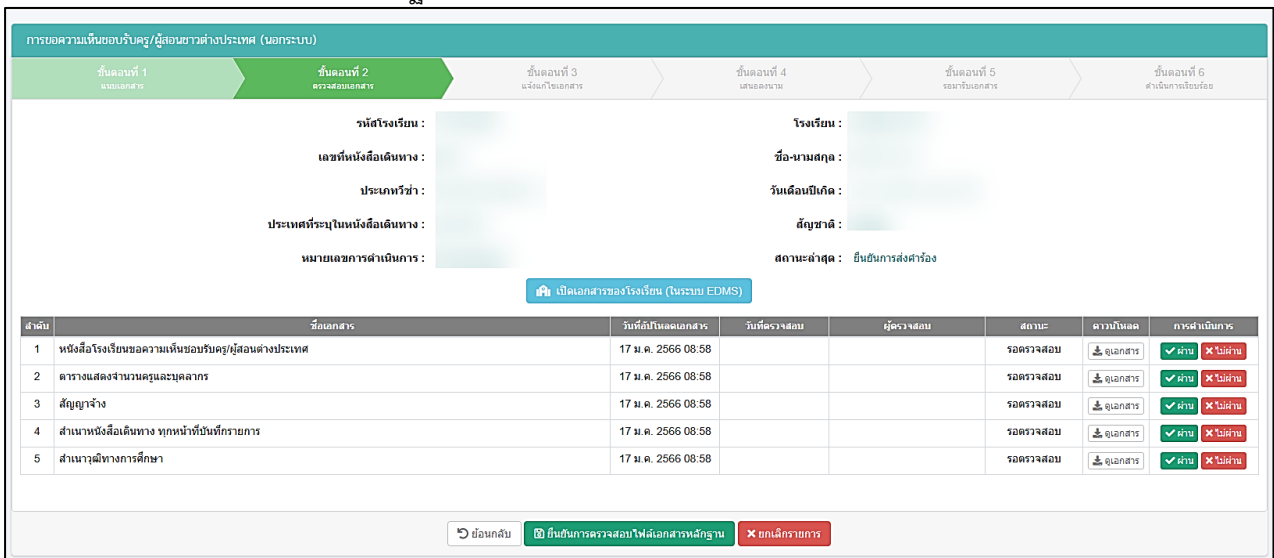 การขอความเห็นชอบรับครู/ผู้สอนชาวต่างประเทศ (นอกระบบ)
ขั้นตอนที่ 1 ขั้นตอนที่ 2 ขั้นตอนที่ 3 ขั้นตอนที่ 4 ขั้นตอนที่ 5 ขั้นตอนที่ 6
แนบเอกสาร ตรวจสอบเอกสาร แจ้งแก้ไขเอกสาร เสนอลงนาม รอมารับเอกสาร ดำเนินการเรียบร้อย
รหัสโรงเรียน : โรงเรียน :
เลขที่หนังสือเดินทาง : ชื่อ-นามสกุล :
ประเภทวีซ่า : วันเดือนปีเกิด :
ประเทศที่ระบุในหนังสือเดินทาง : สัญชาติ :
หมายเลขการดำเนินการ : สถานะล่าสุด : ยืนยันการส่งคำร้อง
เปิดเอกสารของโรงเรียน (ในระบบ EDMS)
ลำดับ ชื่อเอกสาร วันที่อัปโหลดเอกสาร วันที่ตรวจสอบ ผู้ตรวจสอบ สถานะ ดาวน์โหลด การดำเนินการ
1 หนังสือโรงเรียนขอความเห็นชอบรับครู/ผู้สอนต่างประเทศ 17 ม.ค. 2566 08:58 รอตรวจสอบ ดูเอกสาร ผ่าน ไม่ผ่าน
2 ตารางแสดงจำนวนครูและบุคลากร 17 ม.ค. 2566 08:58 รอตรวจสอบ ดูเอกสาร ผ่าน ไม่ผ่าน
3 สัญญาจ้าง 17 ม.ค. 2566 08:58 รอตรวจสอบ ดูเอกสาร ผ่าน ไม่ผ่าน
4 สำเนาหนังสือเดินทาง ทุกหน้าที่บันทึกรายการ 17 ม.ค. 2566 08:58 รอตรวจสอบ ดูเอกสาร ผ่าน ไม่ผ่าน
5 สำเนาวุฒิทางการศึกษา 17 ม.ค. 2566 08:58 รอตรวจสอบ ดูเอกสาร ผ่าน ไม่ผ่าน
ย้อนกลับ ยืนยันการตรวจสอบไฟล์เอกสารหลักฐาน ยกเลิกรายการ